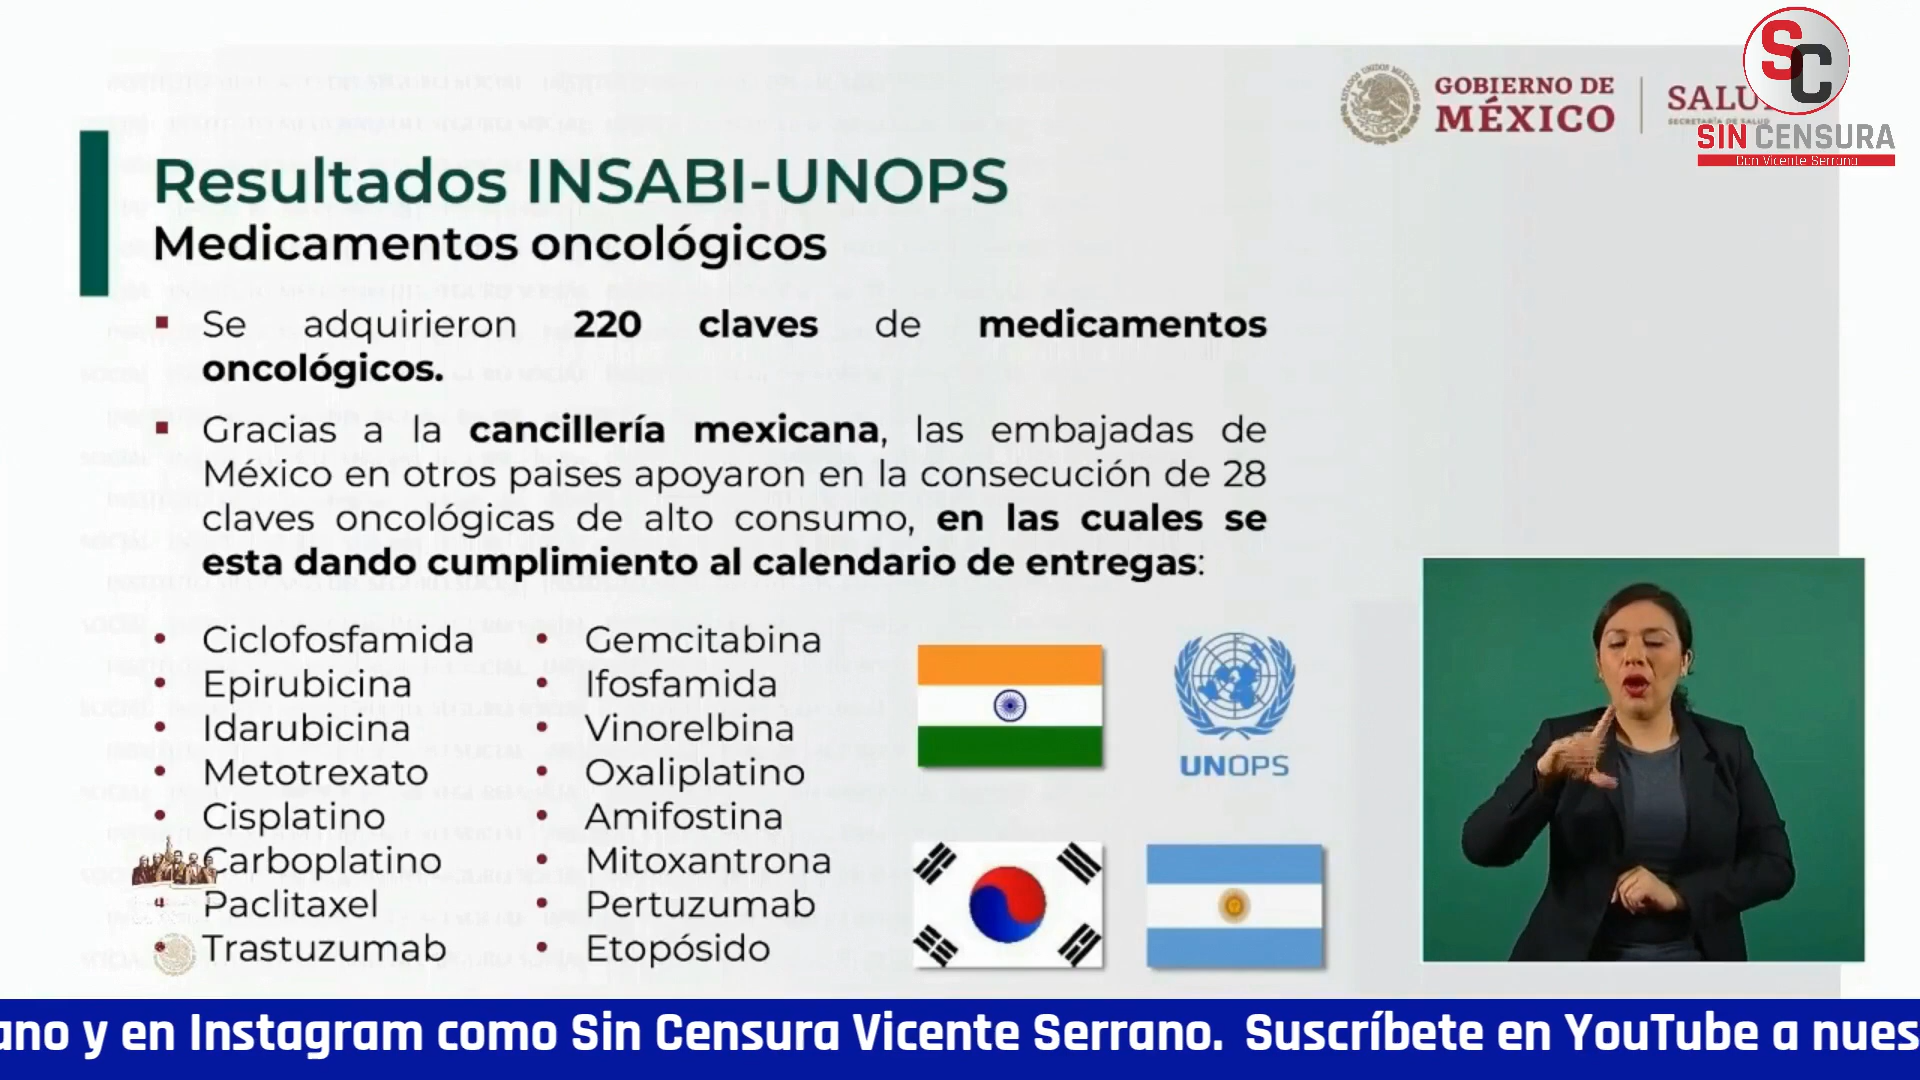 GOBIERNO DE
MÉXICO
SALU
SECRETARÍA DE SALUD
SC
SIN CENSURA
Con Vicente Serrano
Resultados INSABI-UNOPS
Medicamentos oncológicos
Se adquirieron 220 claves de medicamentos
oncológicos.
Gracias a la cancillería mexicana, las embajadas de
México en otros paises apoyaron en la consecución de 28
claves oncológicas de alto consumo, en las cuales se
esta dando cumplimiento al calendario de entregas:
Ciclofosfamida
Epirubicina
Idarubicina
Metotrexato
Cisplatino
Carboplatino
Paclitaxel
Trastuzumab
Gemcitabina
Ifosfamida
Vinorelbina
Oxaliplatino
Amifostina
Mitoxantrona
Pertuzumab
Etopósido
UNOPS
ano y en Instagram como Sin Censura Vicente Serrano. Suscríbete en YouTube a nues